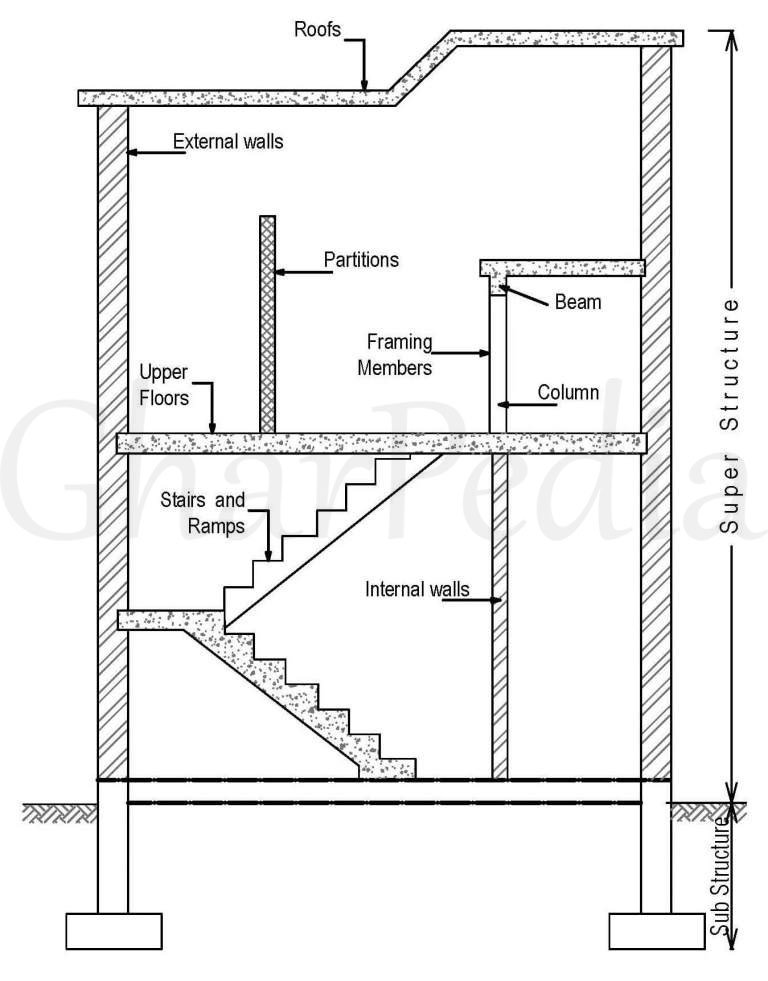 Roofs
External walls
Partitions
Beam
Framing
Members
Upper
Floors
Column
GharPedia
Stairs and
Ramps
Internal walls
Super Structure
Sub Structure